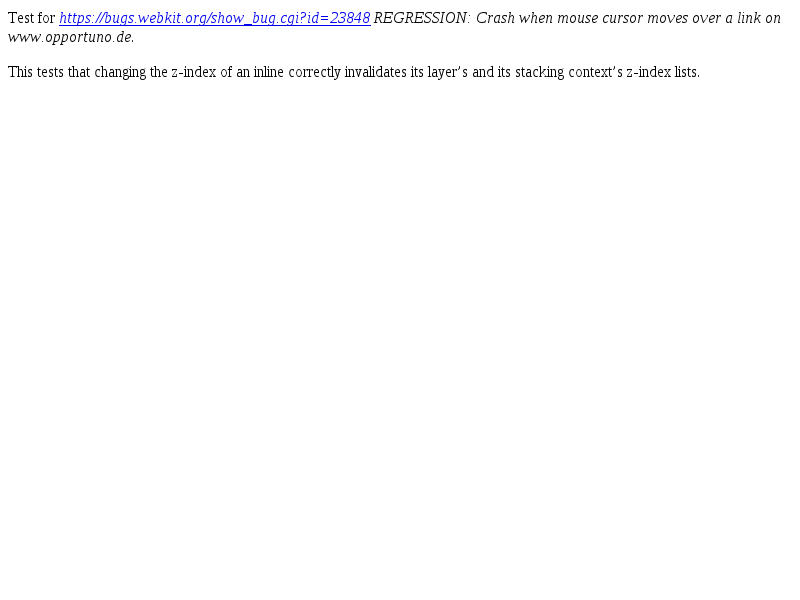 Test for https://bugs.webkit.org/show_bug.cgi?id=23848 REGRESSION: Crash when mouse cursor moves over a link on
www.opportuno.de.
This tests that changing the z-index of an inline correctly invalidates its layer’s and its stacking context’s z-index lists.